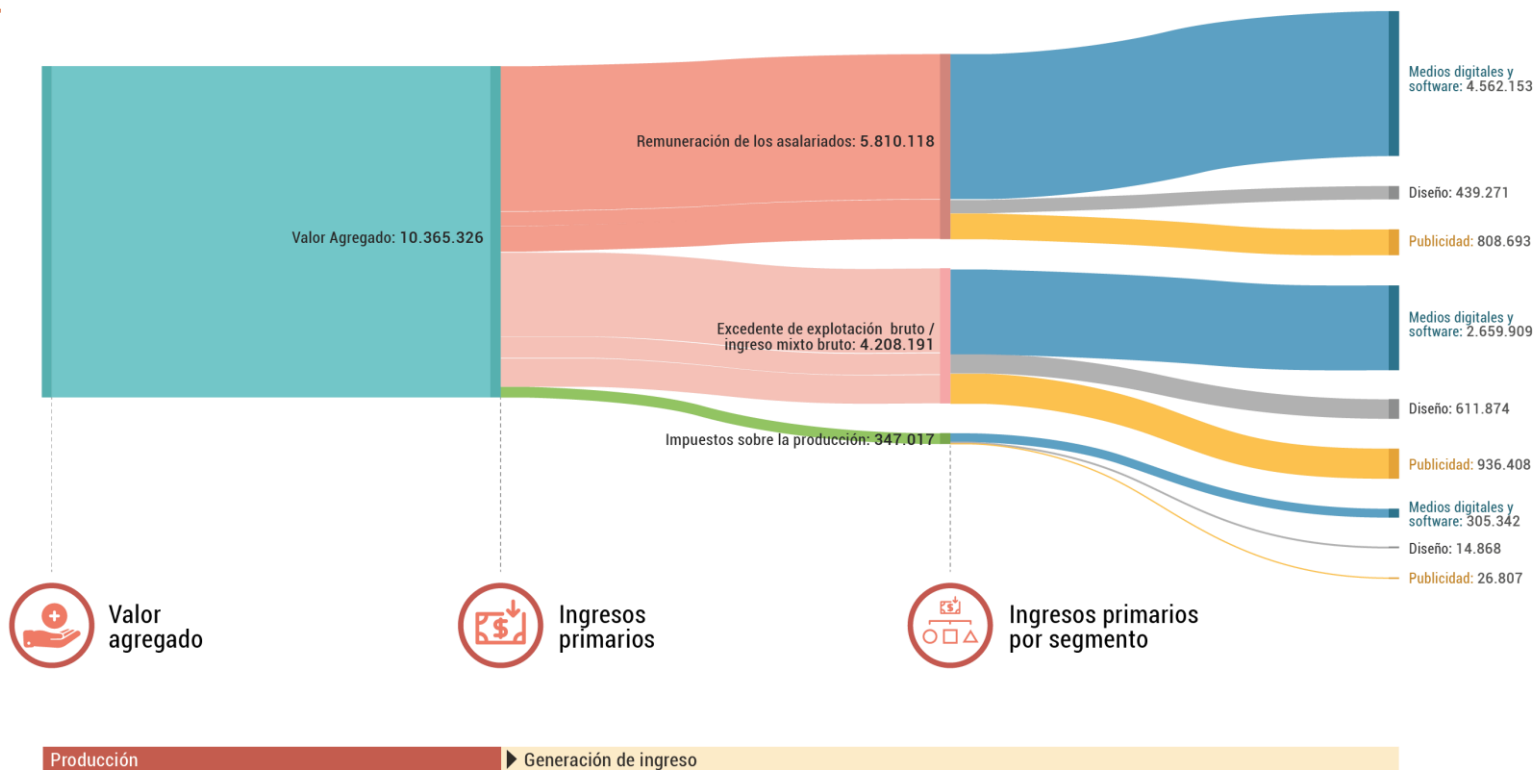 Medios digitales y
software: 4.562.153
Remuneración de los asalariados: 5.810.118
Diseño: 439.271
Valor Agregado: 10.365.326
Publicidad: 808.693
Medios digitales y
software: 2.659.909
Excedente de explotación bruto /
ingreso mixto bruto: 4.208.191
Diseño: 611.874
Impuestos sobre la producción: 347.017
Publicidad: 936.408
Medios digitales y
software: 305.342
Diseño: 14.868
Publicidad: 26.807
Valor
agregado
Ingresos
primarios
Ingresos primarios
por segmento
Producción
Generación de ingreso